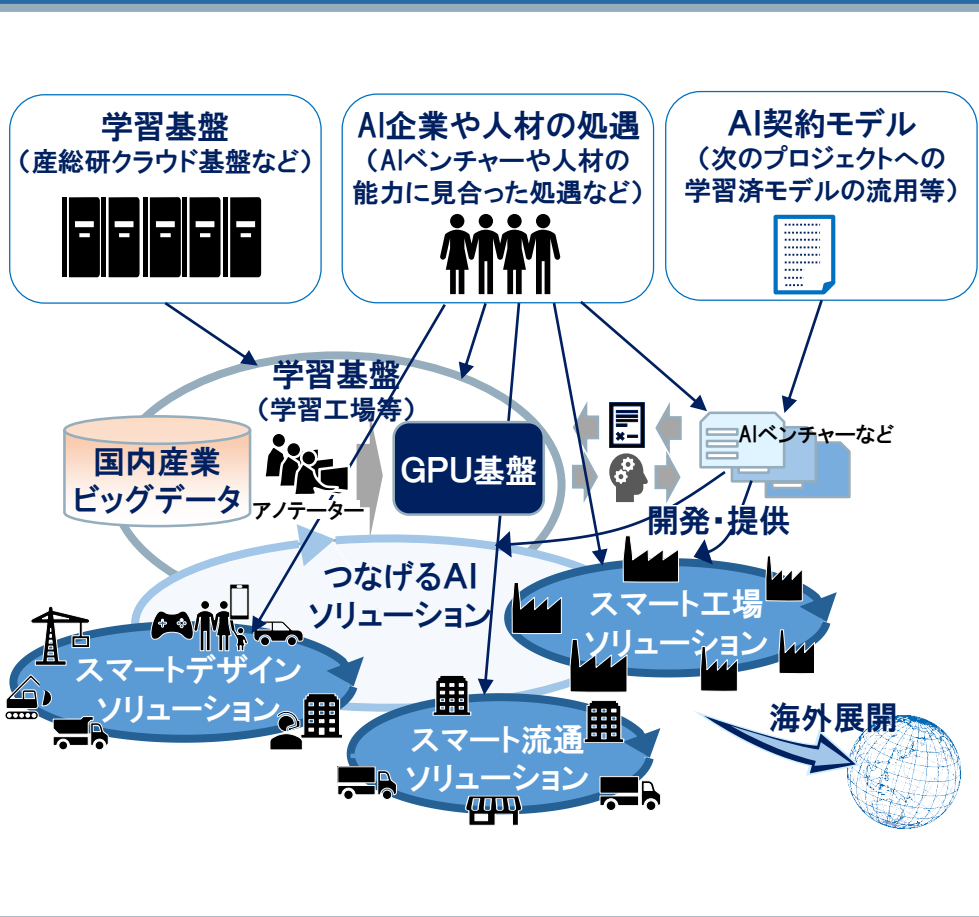 学習基盤
（産総研クラウド基盤など）
AI企業や人材の処遇
（AIベンチャーや人材の
能力に見合った処遇など）
AI契約モデル
（次のプロジェクトへの
学習済モデルの流用等）
学習基盤
（学習工場等）
国内産業
ビッグデータ
アノテーター
GPU基盤
AIベンチャーなど
開発・提供
つなげるAI
ソリューション
スマート工場
ソリューション
スマートデザイン
ソリューション
スマート流通
ソリューション
海外展開